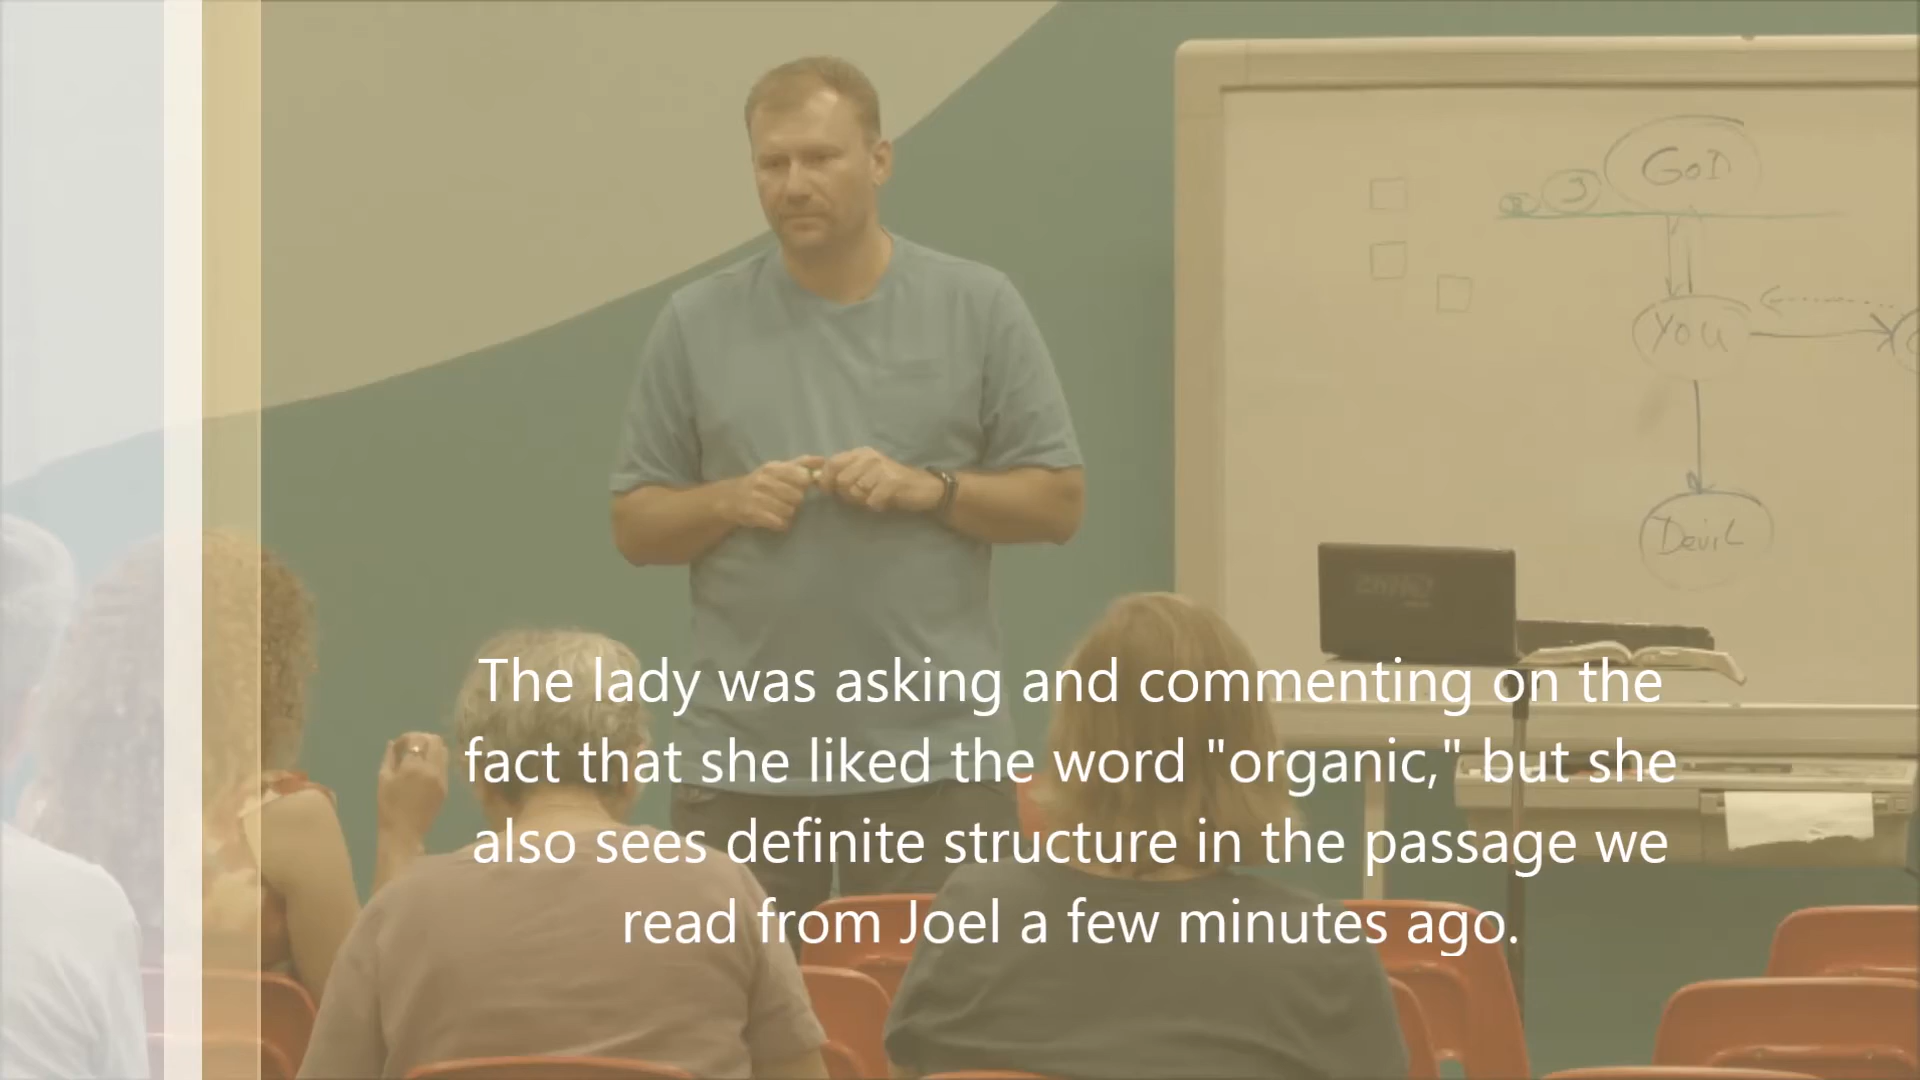 GOD
3
YOU
Devil
The lady was asking and commenting on the
fact that she liked the word "organic," but she
also sees definite structure in the passage we
read from Joel a few minutes ago.